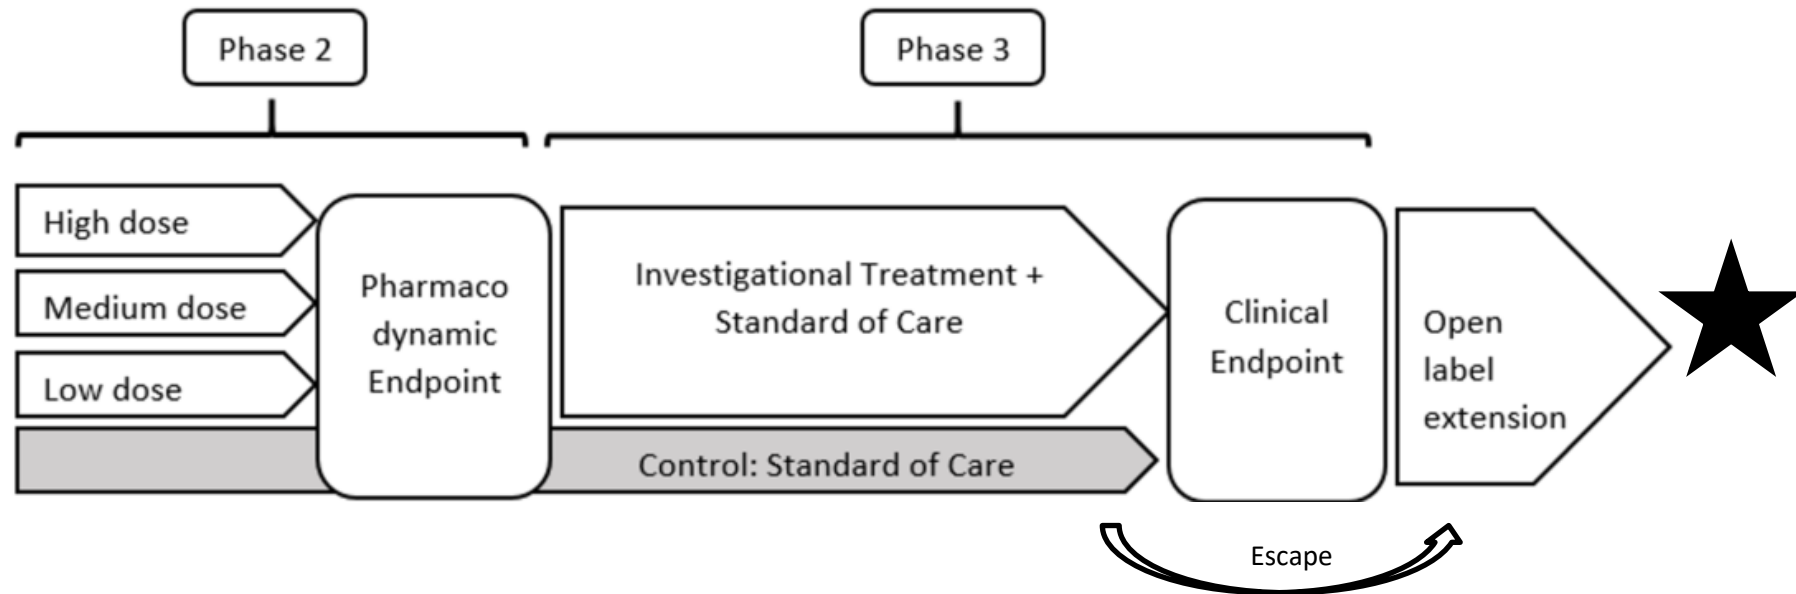 Phase 2
Phase 3
High dose
Medium dose
Low dose
Pharmaco
dynamic
Endpoint
Investigational Treatment +
Standard of Care
Control: Standard of Care
Clinical
Endpoint
Open
label
extension
Escape